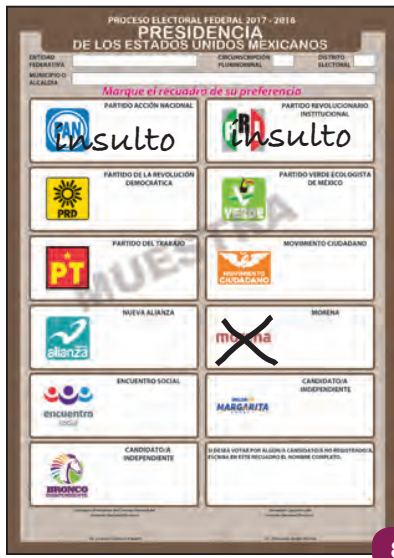 PROCESO ELECTORAL FEDERAL 2017 - 2018
PRESIDENCIA
DE LOS ESTADOS UNIDOS MEXICANOS
ENTIDAD FEDERATIVA
CIRCUNSCRIPCIÓN PLURINOMINAL
DISTRITO ELECTORAL
MUNICIPIO O ALCALDÍA
Marque el recuadro de su preferencia
PARTIDO ACCIÓN NACIONAL
PAN
insulto
PARTIDO REVOLUCIONARIO
INSTITUCIONAL
PRI
insulto
PARTIDO DE LA REVOLUCIÓN
DEMOCRÁTICA
PRD
PARTIDO VERDE ECOLOGISTA
DE MÉXICO
VERDE
PARTIDO DEL TRABAJO
PT
MOVIMIENTO CIUDADANO
MOVIMIENTO
CIUDADANO
MUESTRA
NUEVA ALIANZA
alianza
MORENA
morena
ENCUENTRO SOCIAL
encuentro
social
CANDIDATO/A
INDEPENDIENTE
MARGARITA
CANDIDATO/A
INDEPENDIENTE
BRONCO
INDEPENDIENTE
SI DESEA VOTAR POR ALGÚN/A CANDIDATO/A NO REGISTRADO/A,
ESCRIBA EN ESTE RECUADRO EL NOMBRE COMPLETO.